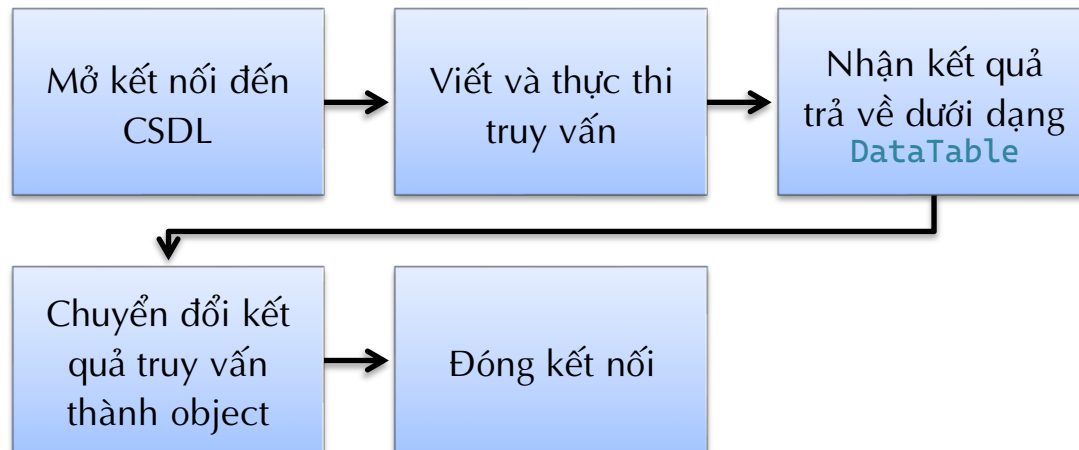 Mở kết nối đến
CSDL
Viết và thực thi
truy vấn
Nhận kết quả
trả về dưới dạng
DataTable
Chuyển đổi kết
quả truy vấn
thành object
Đóng kết nối